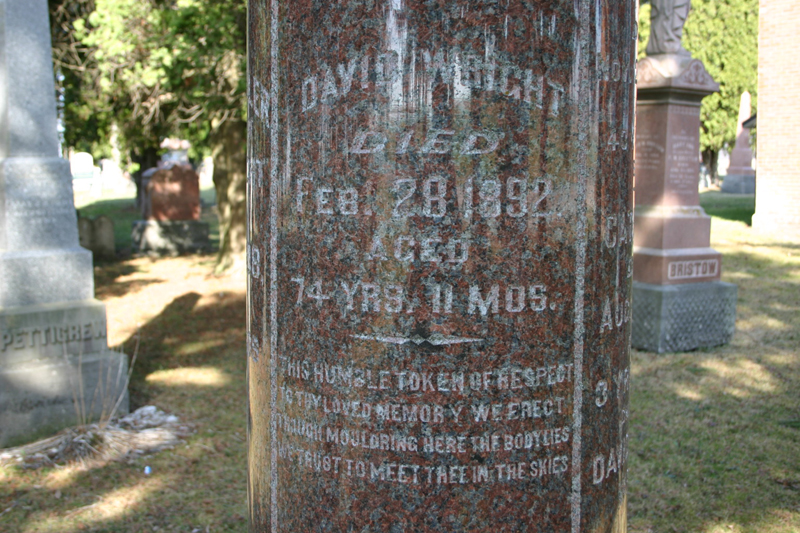 DAVID WRIGHT
DIED
FEB. 28 1892.
AGED
74 YRS. 11 MOS.
THIS HUMBLE TOKEN OF RESPECT
TO THY LOVED MEMORY WE ERECT
THOUGH MOULDRING HERE THE BODY LIES
WE TRUST TO MEET THEE IN THE SKIES
PETTIGREW
BRISTOW